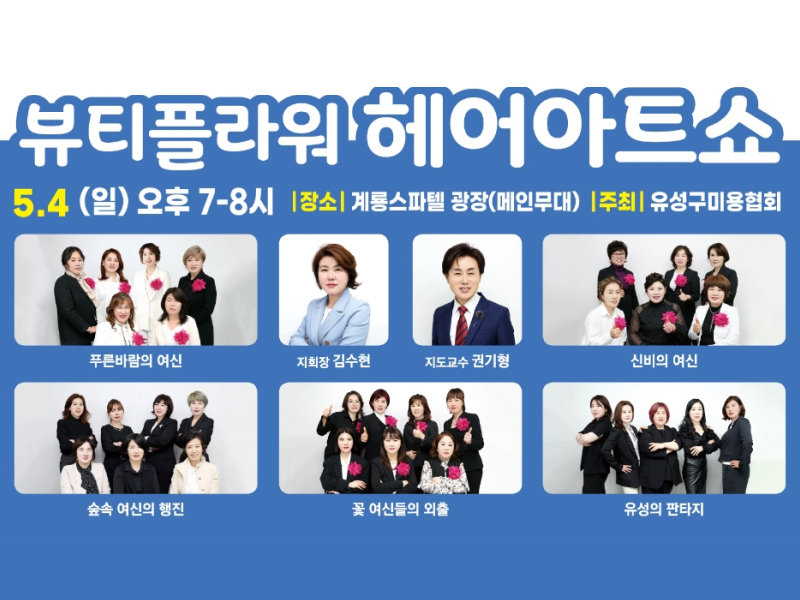 뷰티플라워 헤어아트쇼
5.4 (일) 오후 7-8시 |장소| 계룡스파텔 광장(메인무대) |주최| 유성구미용협회
푸른바람의 여신
지회장 김수현
지도교수 권기형
신비의 여신
숲속 여신의 행진
꽃 여신들의 외출
유성의 판타지